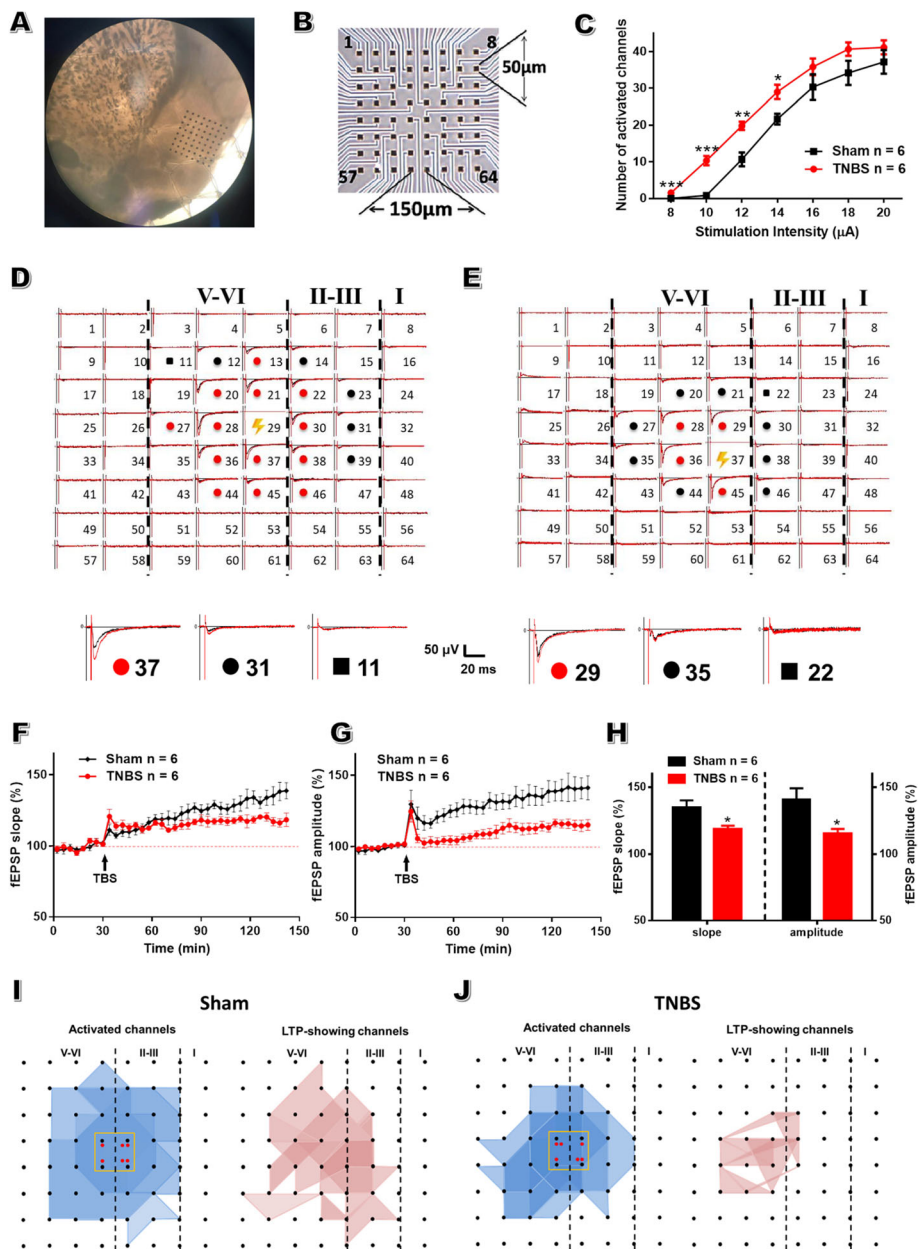 A
B
1
8
50µm
57
64
150µm
C
Number of activated channels
40
30
20
10
0
***
***
**
*
Sham n = 6
TNBS n = 6
8 10 12 14 16 18 20
Stimulation Intensity (µA)
D
V-VI II-III I
1 2 3 4 5 6 7 8
9 10 11 12 13 14 15 16
17 18 19 20 21 22 23 24
25 26 27 28 29 30 31 32
33 34 35 36 37 38 39 40
41 42 43 44 45 46 47 48
49 50 51 52 53 54 55 56
57 58 59 60 61 62 63 64
0 0 0
37 31 11
50 µV
20 ms
E
V-VI II-III I
1 2 3 4 5 6 7 8
9 10 11 12 13 14 15 16
17 18 19 20 21 22 23 24
25 26 27 28 29 30 31 32
33 34 35 36 37 38 39 40
41 42 43 44 45 46 47 48
49 50 51 52 53 54 55 56
57 58 59 60 61 62 63 64
0 0 0
29 35 22
F
Sham n = 6
TNBS n = 6
fEPSP slope (%)
150
100
50
TBS
0 30 60 90 120 150
Time (min)
G
Sham n = 6
TNBS n = 6
fEPSP amplitude (%)
150
100
50
TBS
0 30 60 90 120 150
Time (min)
H
Sham n = 6
TNBS n = 6
fEPSP slope (%)
150
100
50
* *
150
100
50
fEPSP amplitude (%)
slope amplitude
I
Sham
Activated channels LTP-showing channels
V-VI II-III I V-VI II-III I
J
TNBS
Activated channels LTP-showing channels
V-VI II-III I V-VI II-III I